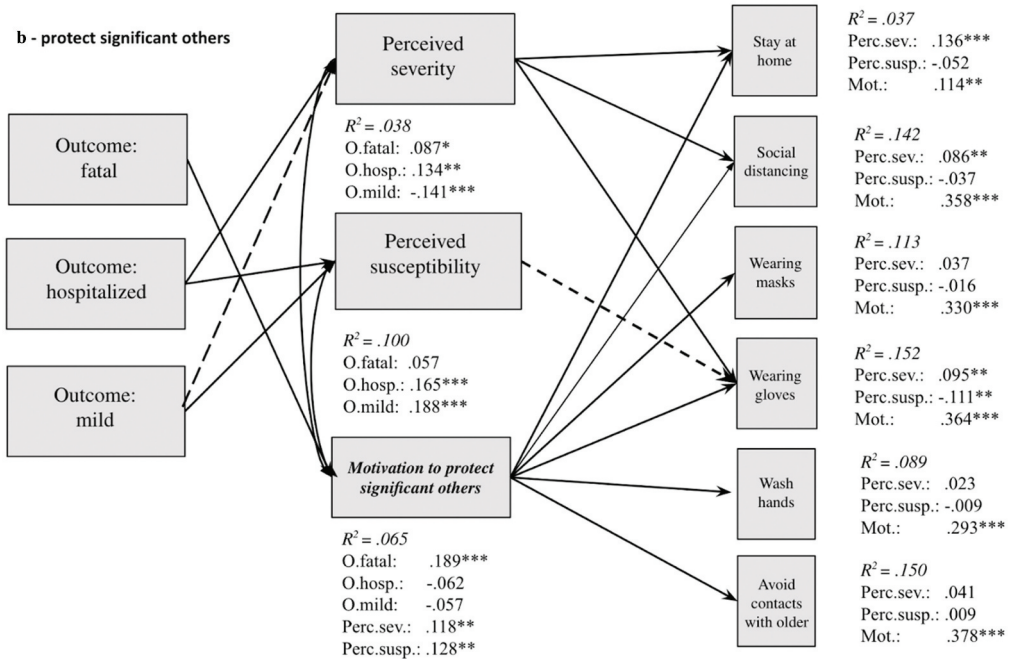 b - protect significant others
Outcome:
fatal
Outcome:
hospitalized
Outcome:
mild
Perceived
severity
R² = .038
O.fatal: .087*
O.hosp.: .134**
O.mild: -.141***
Perceived
susceptibility
R² = .100
O.fatal: .057
O.hosp.: .165***
O.mild: .188***
Motivation to protect
significant others
R² = .065
O.fatal: .189***
O.hosp.: -.062
O.mild: -.057
Perc.sev.: .118**
Perc.susp.: .128**
Stay at
home
R² = .037
Perc.sev.: .136***
Perc.susp.: -.052
Mot.: .114**
Social
distancing
R² = .142
Perc.sev.: .086**
Perc.susp.: -.037
Mot.: .358***
Wearing
masks
R² = .113
Perc.sev.: .037
Perc.susp.: -.016
Mot.: .330***
Wearing
gloves
R² = .152
Perc.sev.: .095**
Perc.susp.: -.111**
Mot.: .364***
Wash
hands
R² = .089
Perc.sev.: .023
Perc.susp.: -.009
Mot.: .293***
Avoid
contacts
with older
R² = .150
Perc.sev.: .041
Perc.susp.: .009
Mot.: .378***